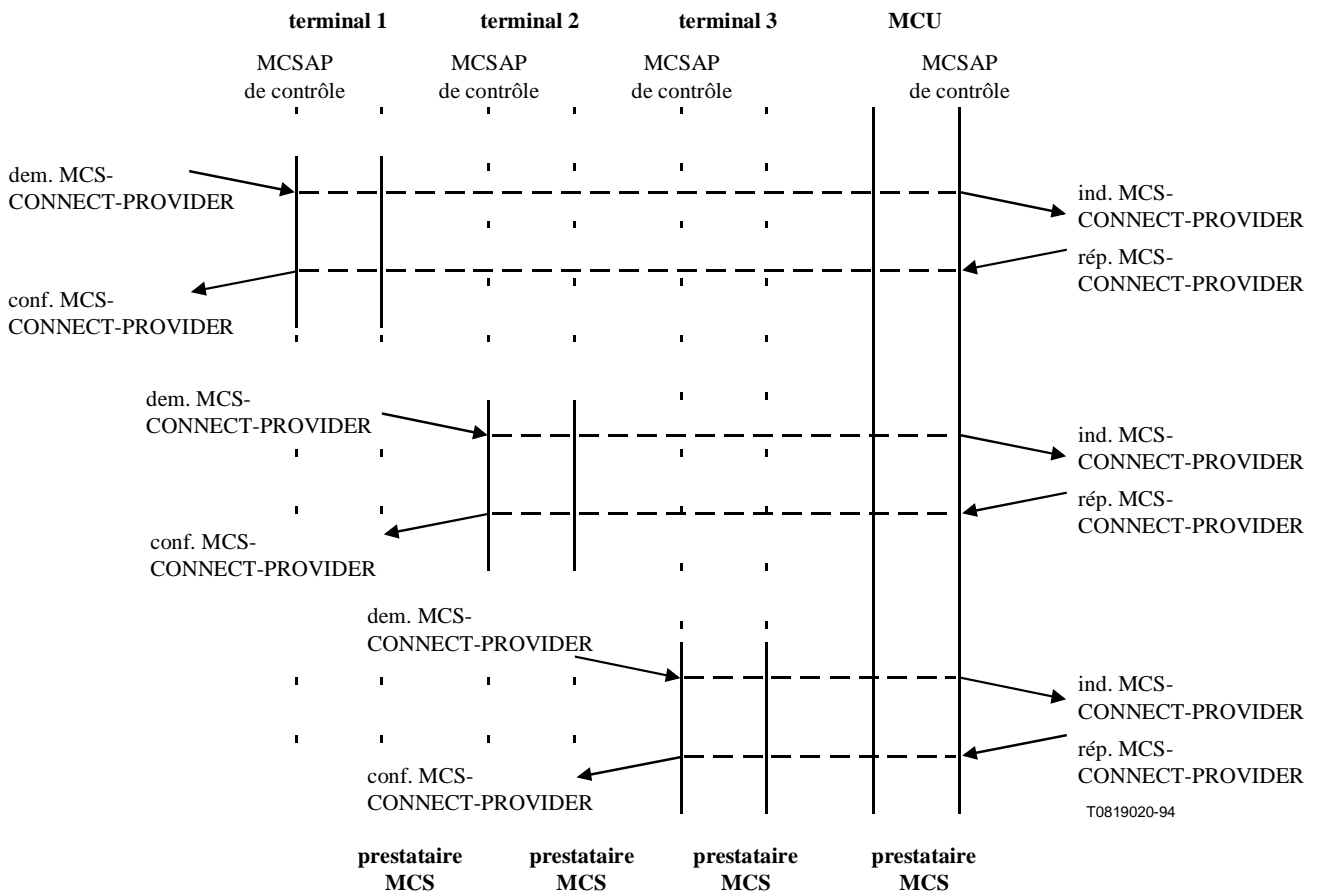 terminal 1 terminal 2 terminal 3 MCU
MCSAP MCSAP MCSAP MCSAP
de contrôle de contrôle de contrôle de contrôle
dem. MCS-
CONNECT-PROVIDER
ind. MCS-
CONNECT-PROVIDER
rép. MCS-
CONNECT-PROVIDER
conf. MCS-
CONNECT-PROVIDER
dem. MCS-
CONNECT-PROVIDER
ind. MCS-
CONNECT-PROVIDER
rép. MCS-
CONNECT-PROVIDER
conf. MCS-
CONNECT-PROVIDER
dem. MCS-
CONNECT-PROVIDER
ind. MCS-
CONNECT-PROVIDER
rép. MCS-
CONNECT-PROVIDER
conf. MCS-
CONNECT-PROVIDER
T0819020-94
prestataire prestataire prestataire prestataire
MCS MCS MCS MCS